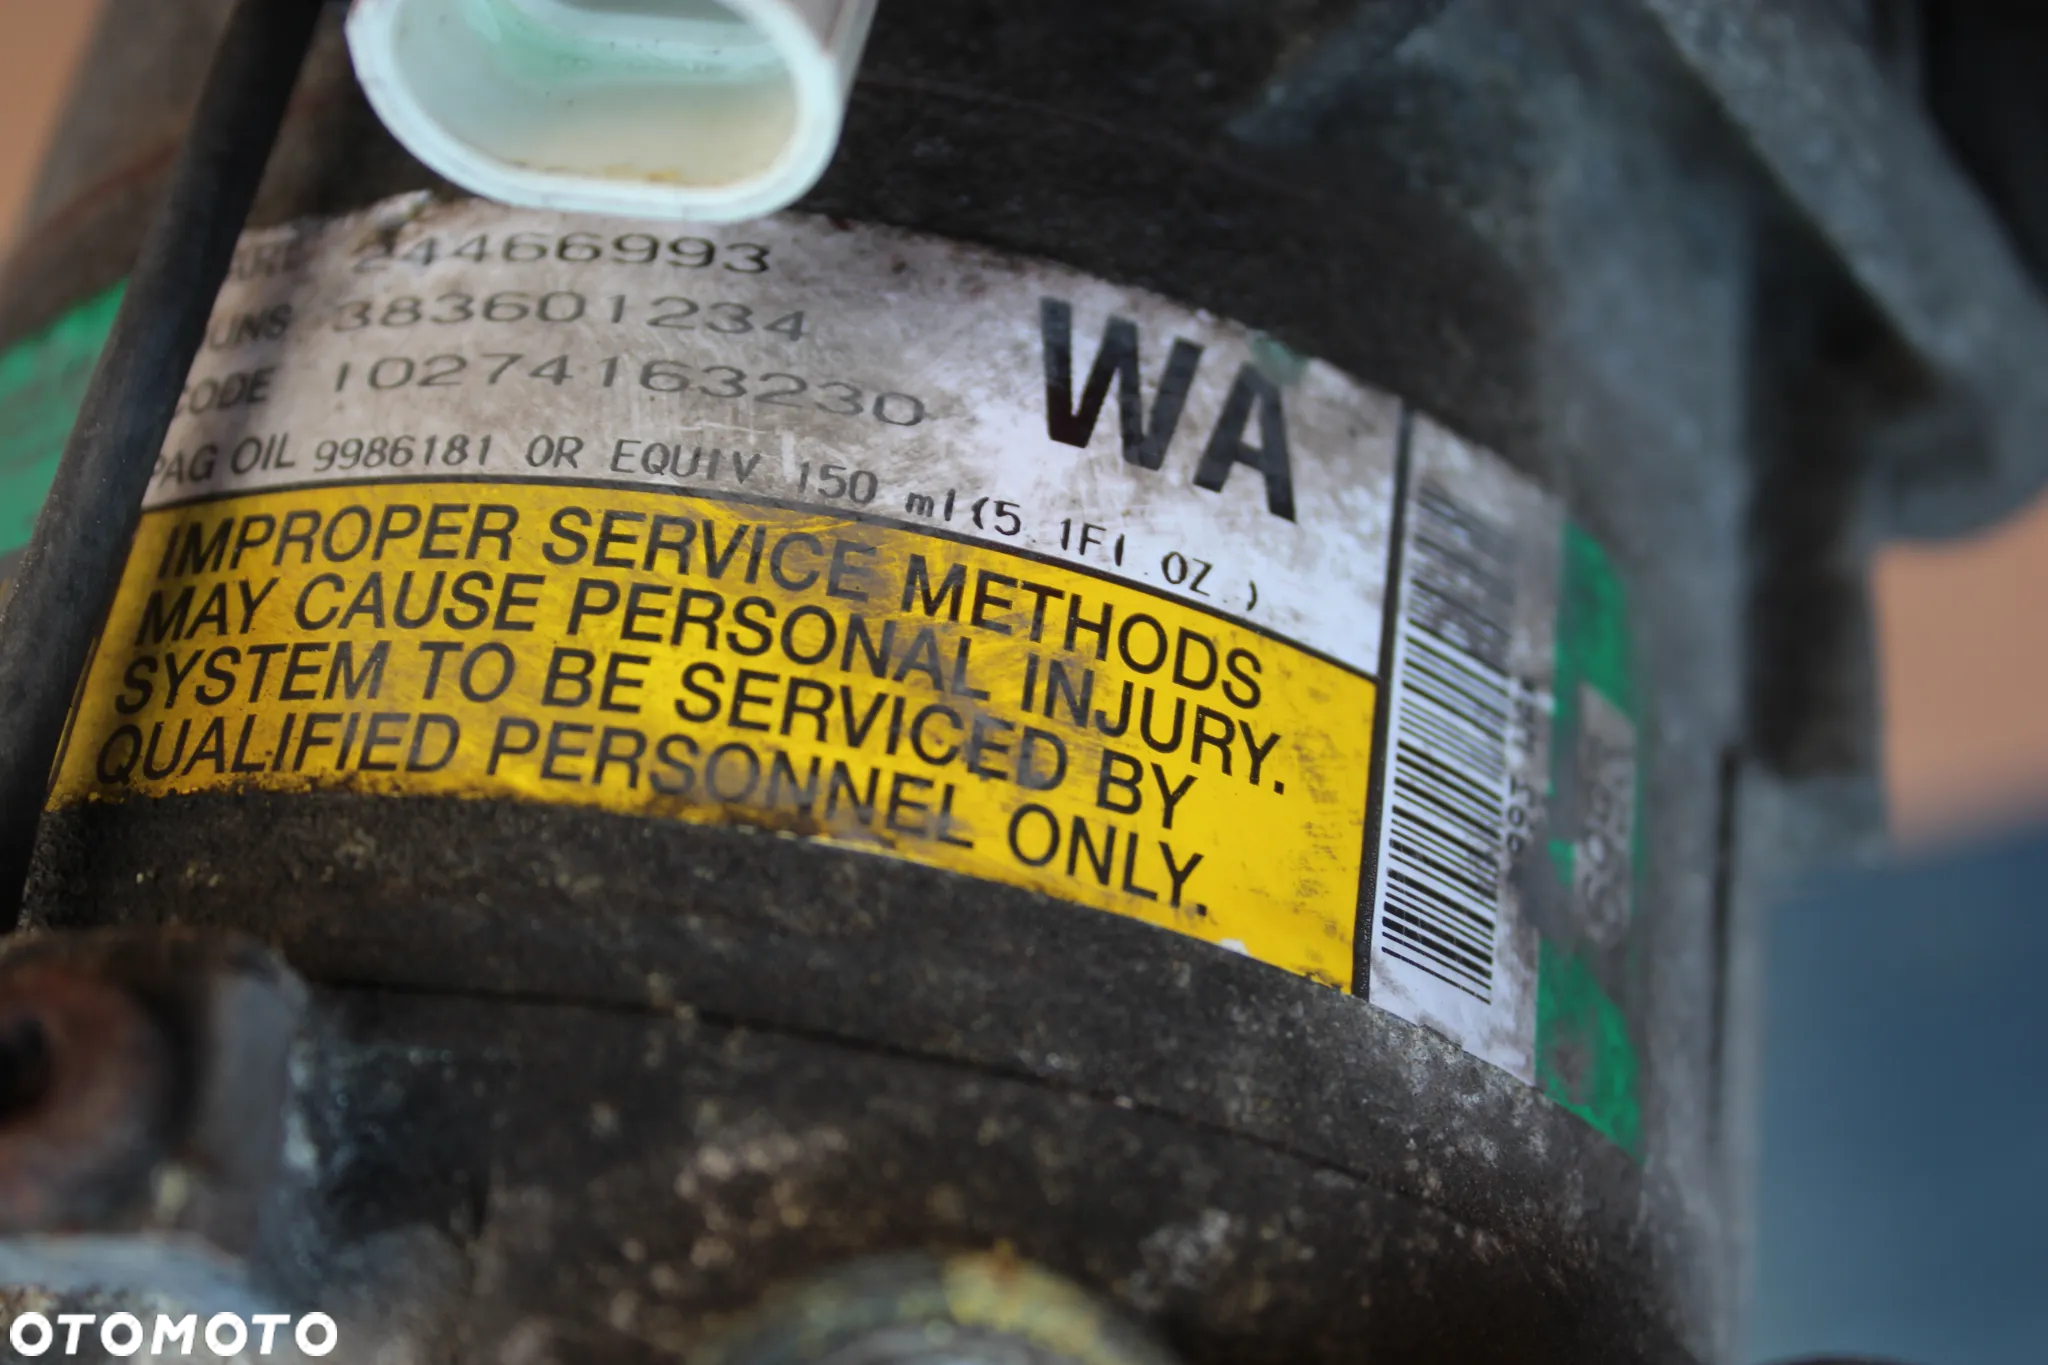 24466993
UNS 383601234
CODE 10274163230
PAG OIL 9986181 OR EQUIV 150 ml(5.1Fl.OZ.)
WA
IMPROPER SERVICE METHODS
MAY CAUSE PERSONAL INJURY.
SYSTEM TO BE SERVICED BY
QUALIFIED PERSONNEL ONLY.
OTOMOTO